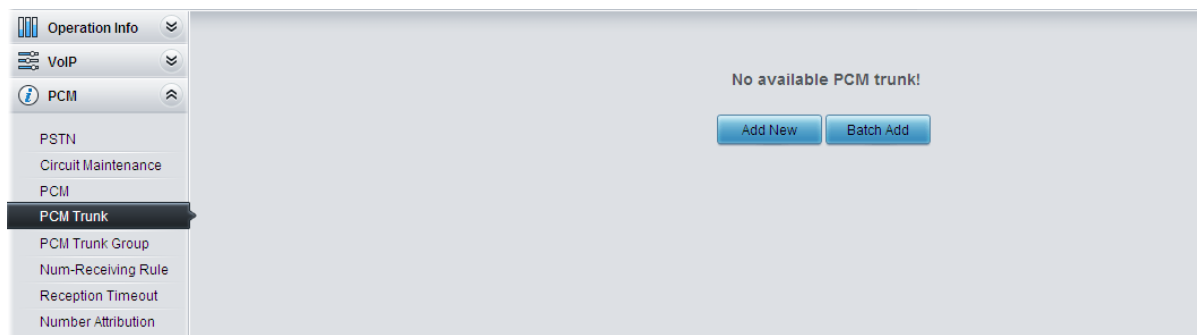 Operation Info
VoIP
PCM
PSTN
Circuit Maintenance
PCM
PCM Trunk
PCM Trunk Group
Num-Receiving Rule
Reception Timeout
Number Attribution
No available PCM trunk!
Add New Batch Add